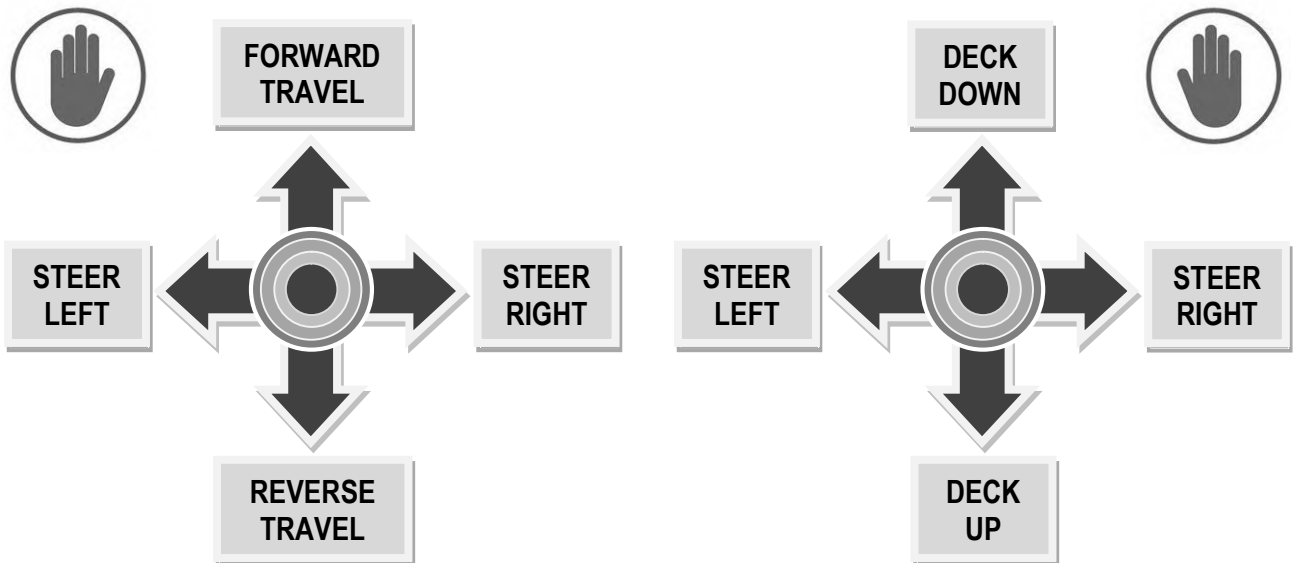 FORWARD
TRAVEL
STEER
LEFT
STEER
RIGHT
REVERSE
TRAVEL
DECK
DOWN
STEER
LEFT
STEER
RIGHT
DECK
UP